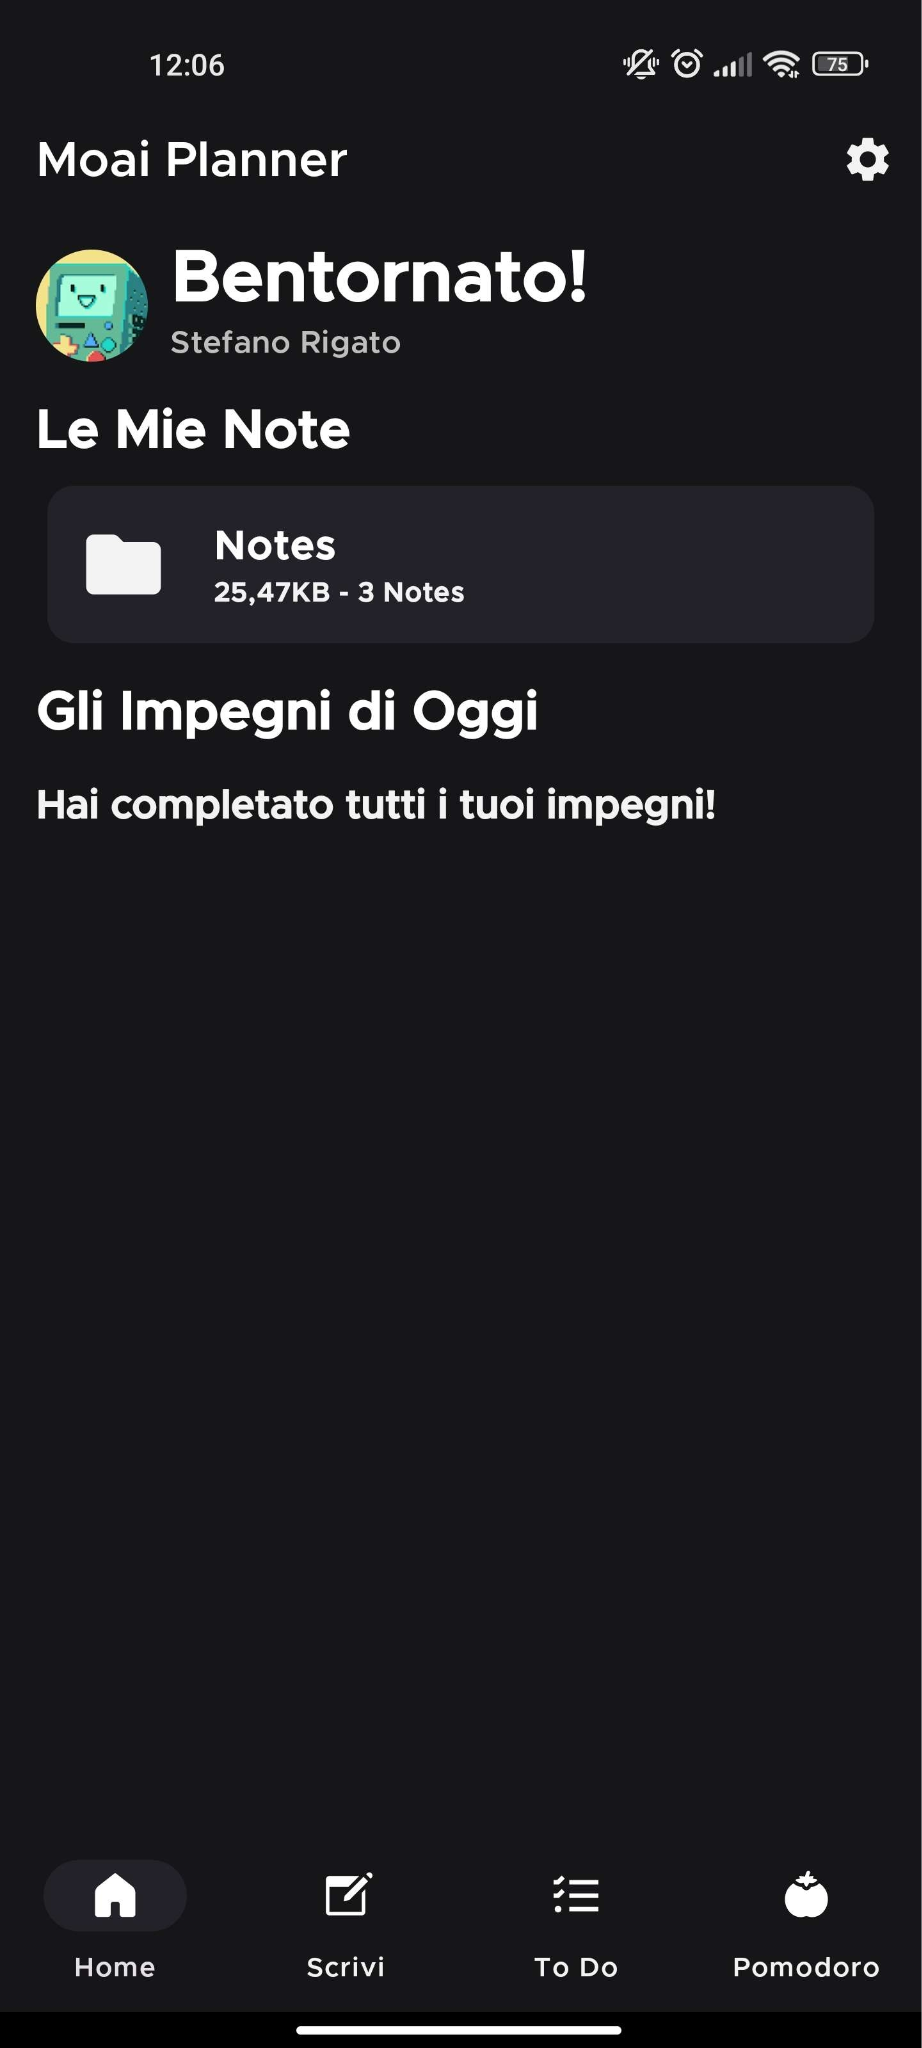 12:06
75
Moai Planner
Bentornato!
Stefano Rigato
Le Mie Note
Notes
25,47KB - 3 Notes
Gli Impegni di Oggi
Hai completato tutti i tuoi impegni!
Home
Scrivi
To Do
Pomodoro